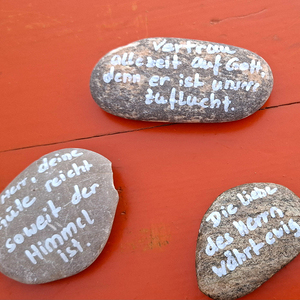 Vertrau
allezeit auf Gott,
denn er ist unsre
Zuflucht.
Herr deine
Güte reicht
soweit der
Himmel
ist.
Die Liebe
des Herrn
währt ewig